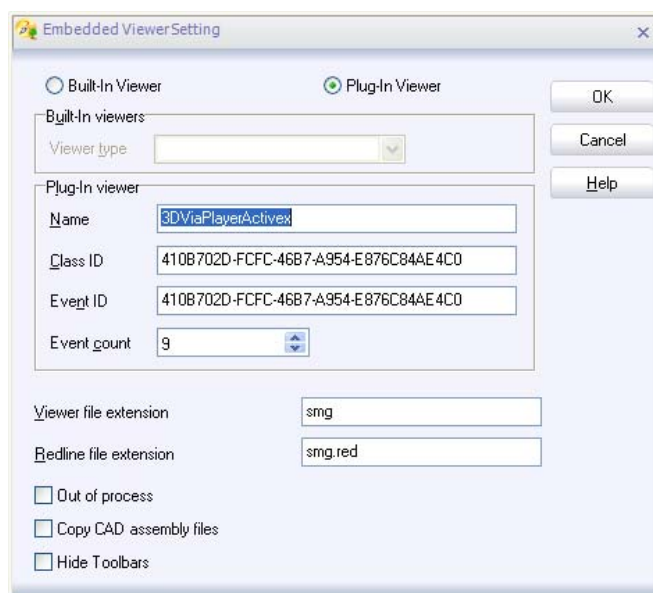 Embedded Viewer Setting
Built-In Viewer
Plug-In Viewer
OK
Built-In viewers
Viewer type
Cancel
Plug-In viewer
Help
Name
3DViaPlayerActivex
Class ID
410B702D-FCFC-46B7-A954-E876C84AE4C0
Event ID
410B702D-FCFC-46B7-A954-E876C84AE4C0
Event count
9
Viewer file extension
smg
Redline file extension
smg.red
Out of process
Copy CAD assembly files
Hide Toolbars